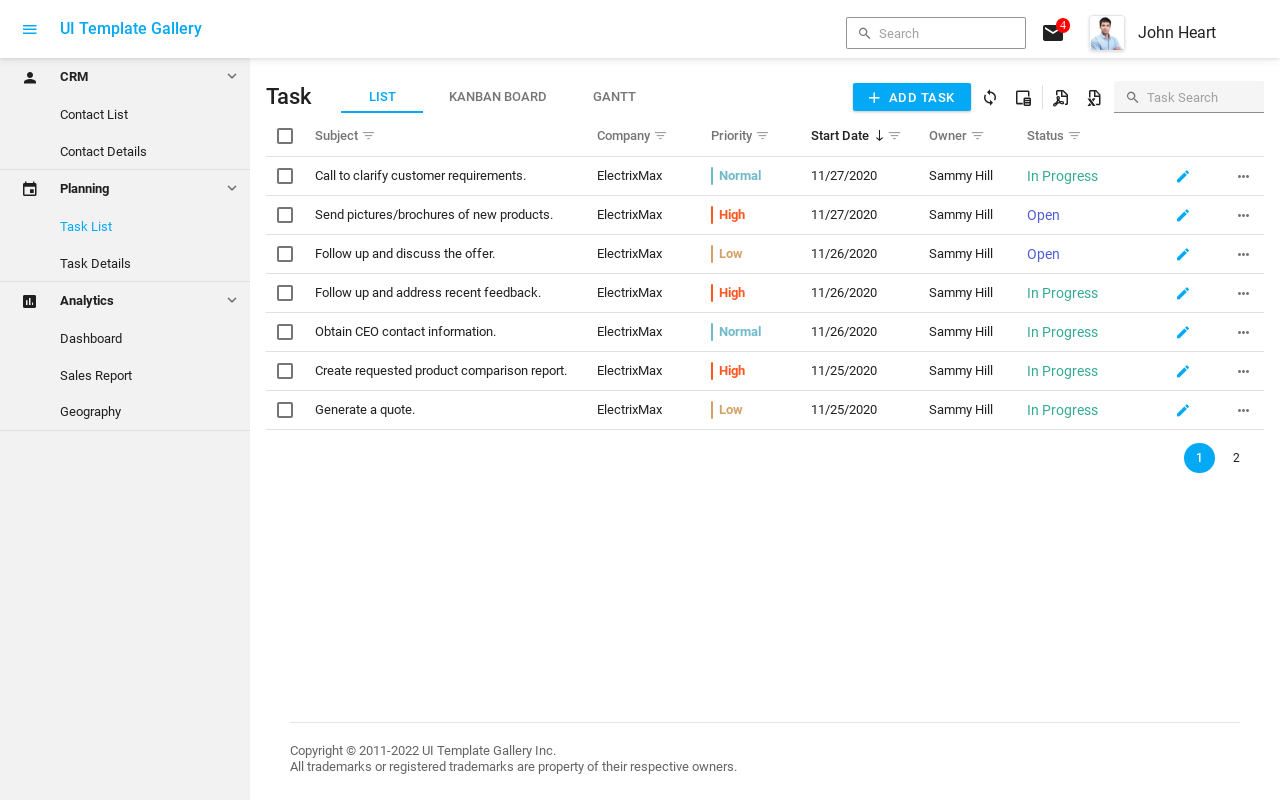 UI Template Gallery
Search
4
John Heart
CRM
Contact List
Contact Details
Planning
Task List
Task Details
Analytics
Dashboard
Sales Report
Geography
Task
LIST KANBAN BOARD GANTT
ADD TASK
Task Search
Subject Company Priority Start Date Owner Status
Call to clarify customer requirements. ElectrixMax Normal 11/27/2020 Sammy Hill In Progress
Send pictures/brochures of new products. ElectrixMax High 11/27/2020 Sammy Hill Open
Follow up and discuss the offer. ElectrixMax Low 11/26/2020 Sammy Hill Open
Follow up and address recent feedback. ElectrixMax High 11/26/2020 Sammy Hill In Progress
Obtain CEO contact information. ElectrixMax Normal 11/26/2020 Sammy Hill In Progress
Create requested product comparison report. ElectrixMax High 11/25/2020 Sammy Hill In Progress
Generate a quote. ElectrixMax Low 11/25/2020 Sammy Hill In Progress
1 2
Copyright © 2011-2022 UI Template Gallery Inc.
All trademarks or registered trademarks are property of their respective owners.